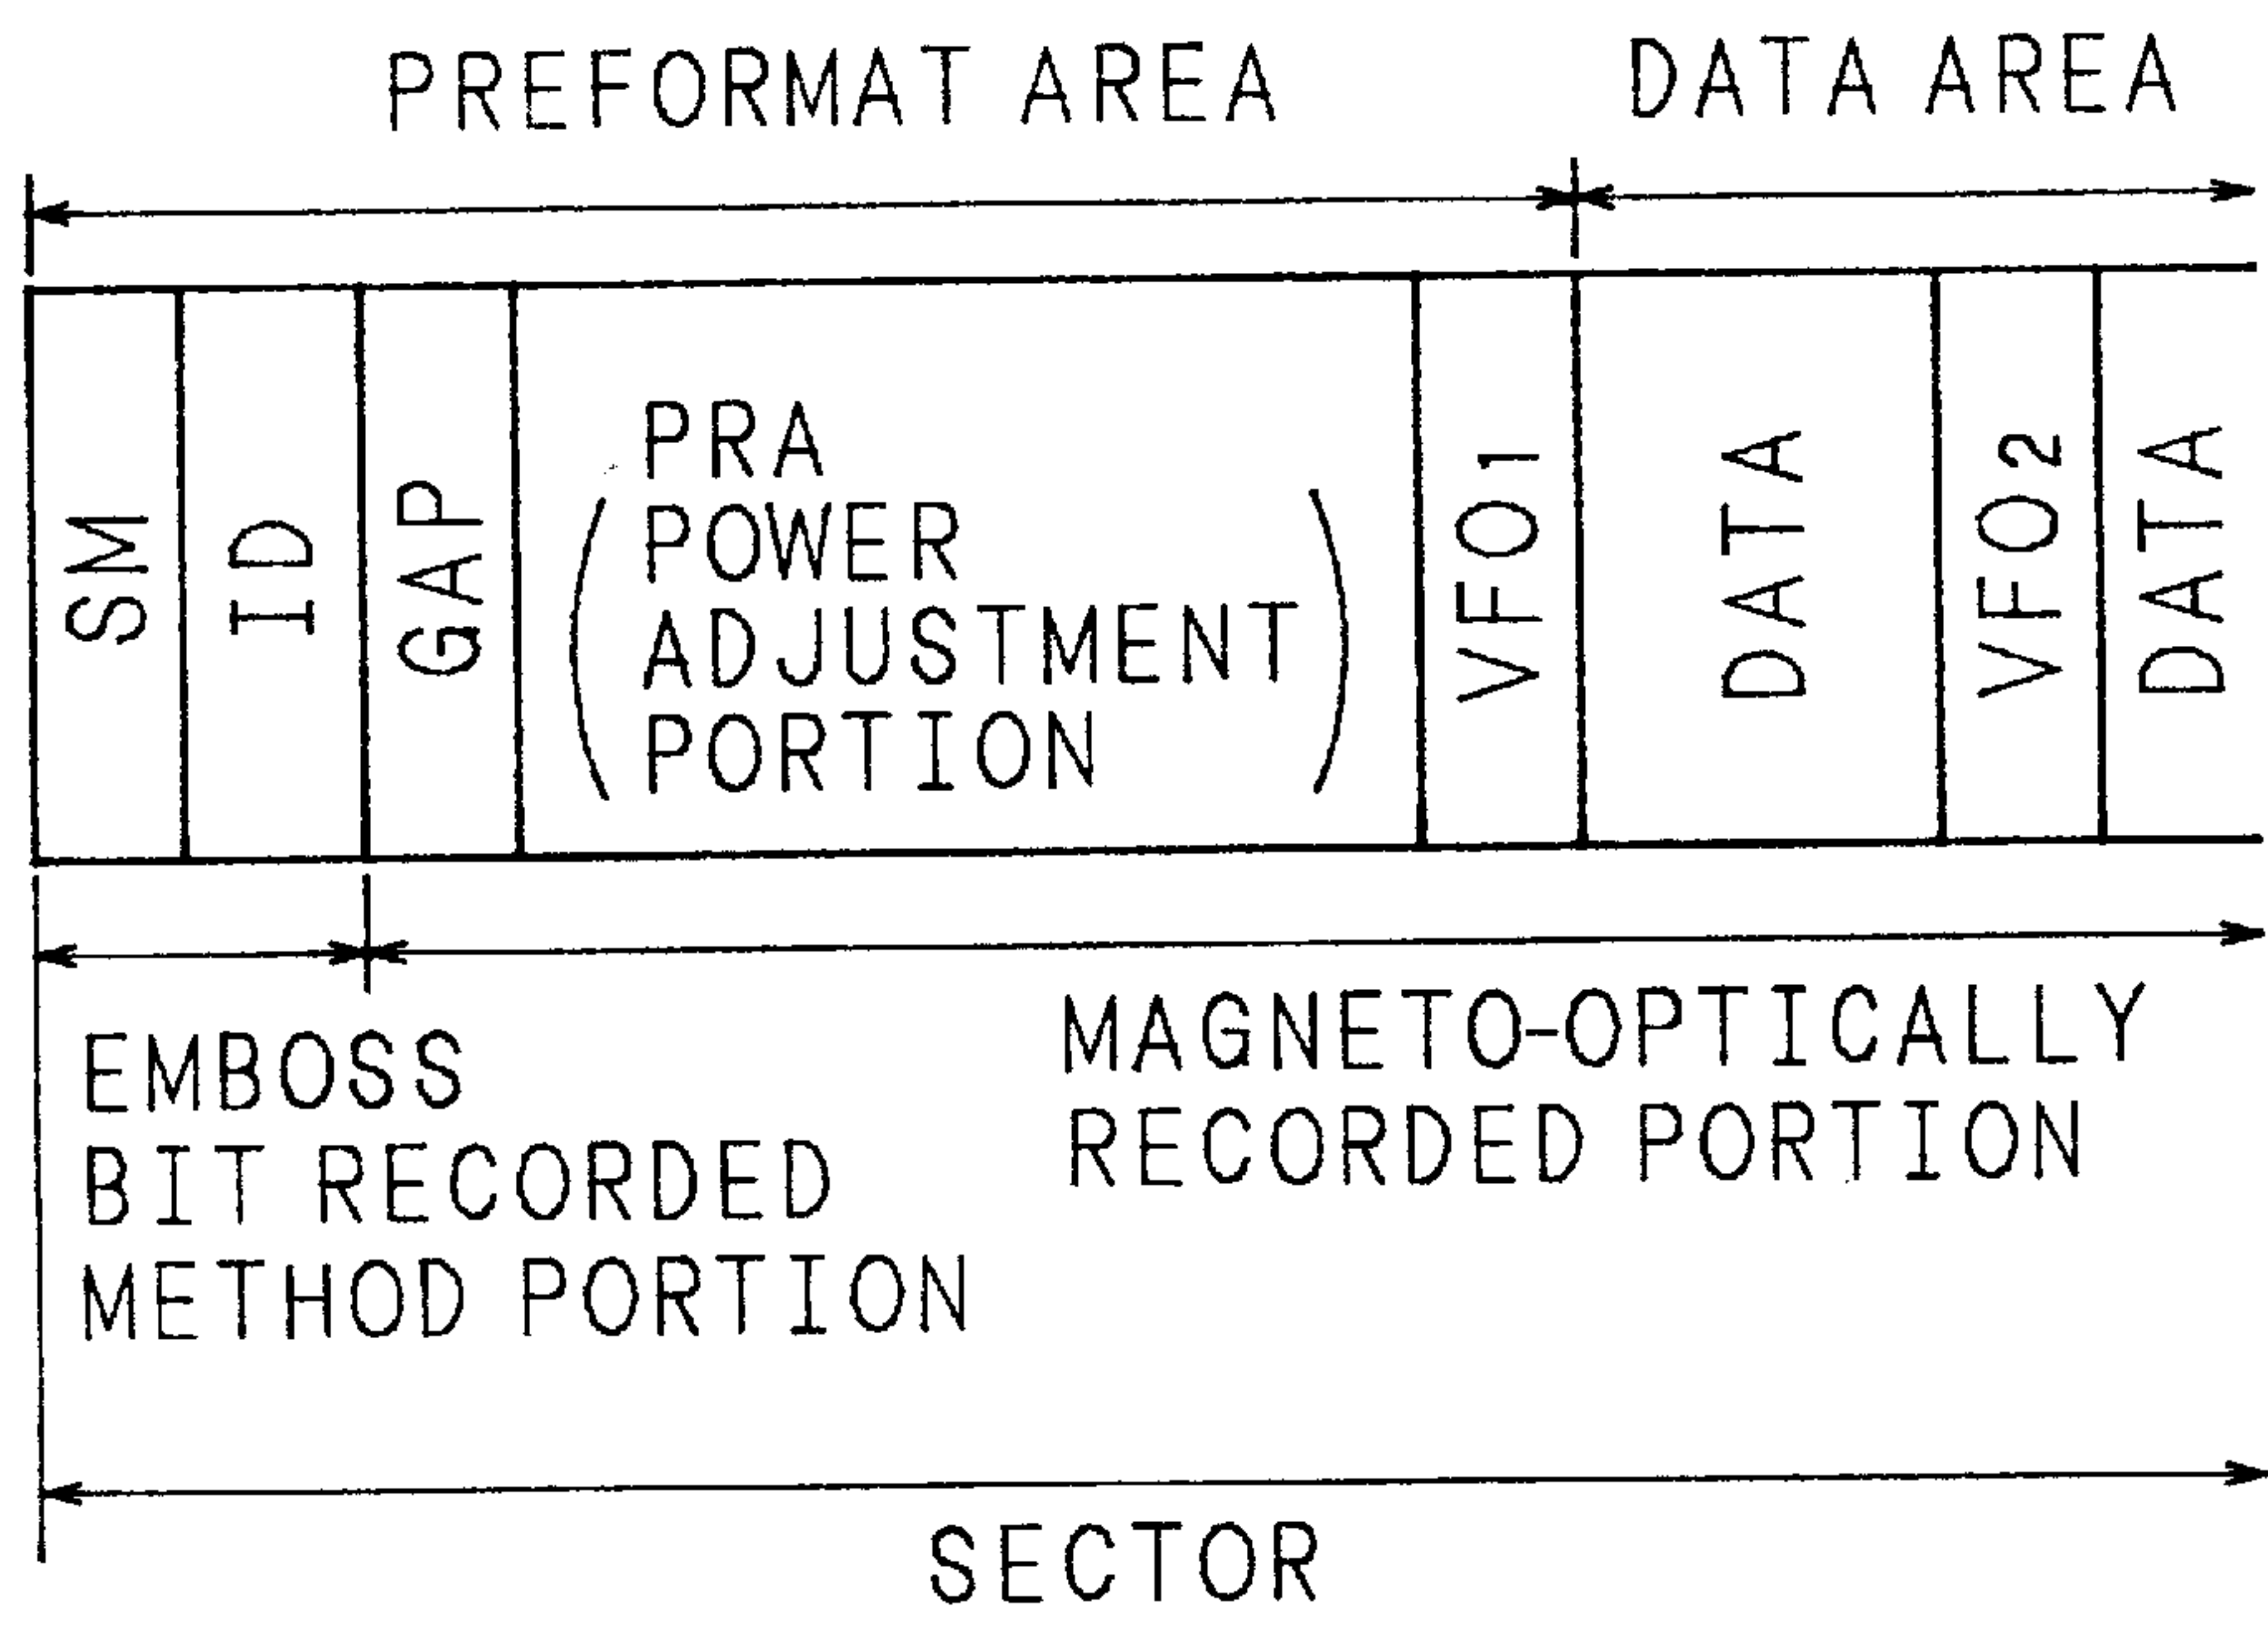 PREFORMAT AREA
DATA AREA
SM
ID
GAP
PRA
POWER
ADJUSTMENT
PORTION
VFO1
DATA
VFO2
DATA
EMBOSS
BIT RECORDED
METHOD PORTION
MAGNETO-OPTICALLY
RECORDED PORTION
SECTOR